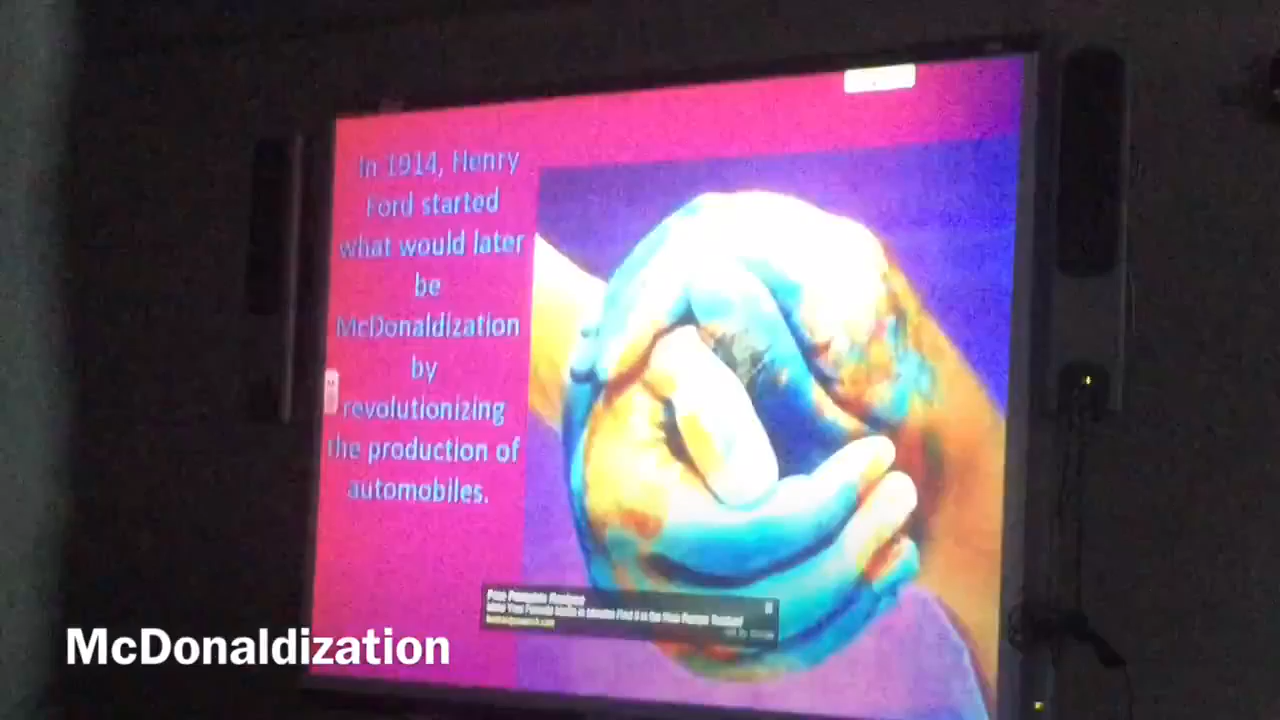 In 1914, Henry
Ford started
what would later
be
McDonaldization
by
revolutionizing
the production of
automobiles.
McDonaldization